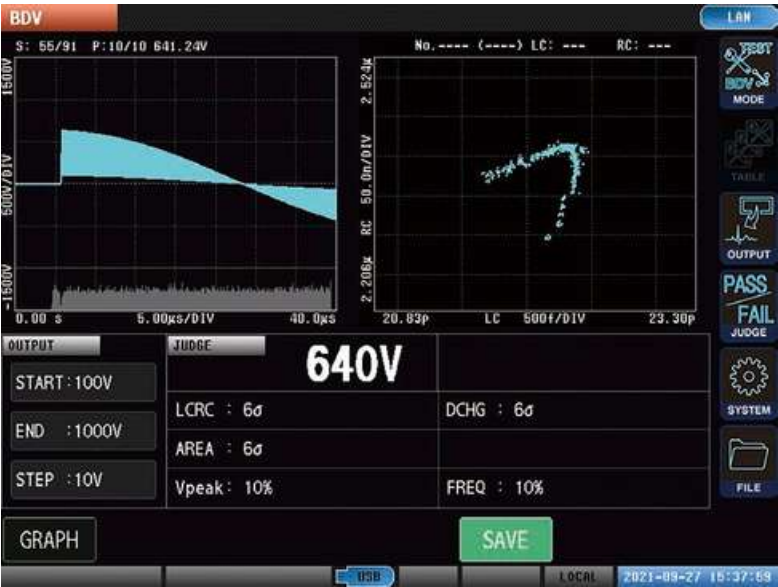 BDV
LAN
S: 55/91 P:10/10 641.24V
No.---- (----) LC: --- RC: ---
1500V
600V/DIV
-1500V
0.00 s
5.00µs/DIV
40.0µs
2.524µ
RC 50.0n/DIV
2.206µ
20.83p
LC 500f/DIV
23.30p
TEST
BDV
MODE
TABLE
OUTPUT
PASS
FAIL
JUDGE
SYSTEM
FILE
OUTPUT
START:100V
END :1000V
STEP :10V
JUDGE
640V
LCRC : 6σ
DCHG : 6σ
AREA : 6σ
Vpeak: 10%
FREQ : 10%
GRAPH
SAVE
USB
LOCAL
2021-09-27 15:37:59